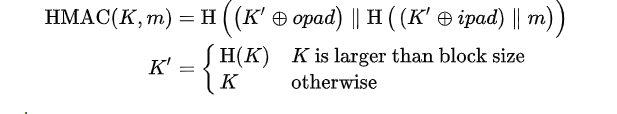 HMAC(K, m) = H ( (K′ ⊕ opad) ∥ H ( (K′ ⊕ ipad) ∥ m) )
K′ = { H(K) K is larger than block size
K otherwise